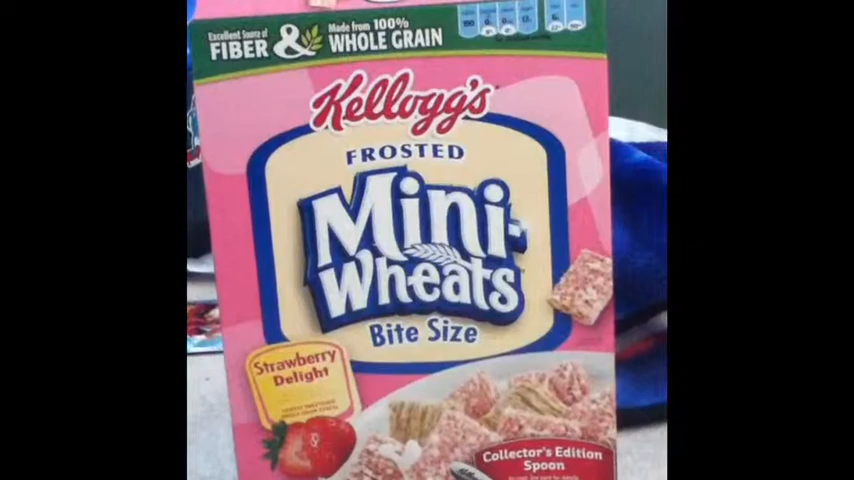 Excellent Source of
FIBER & Made from 100%
WHOLE GRAIN
Kellogg's
FROSTED
Mini-
Wheats
Bite Size
Strawberry
Delight
Collector's Edition
Spoon